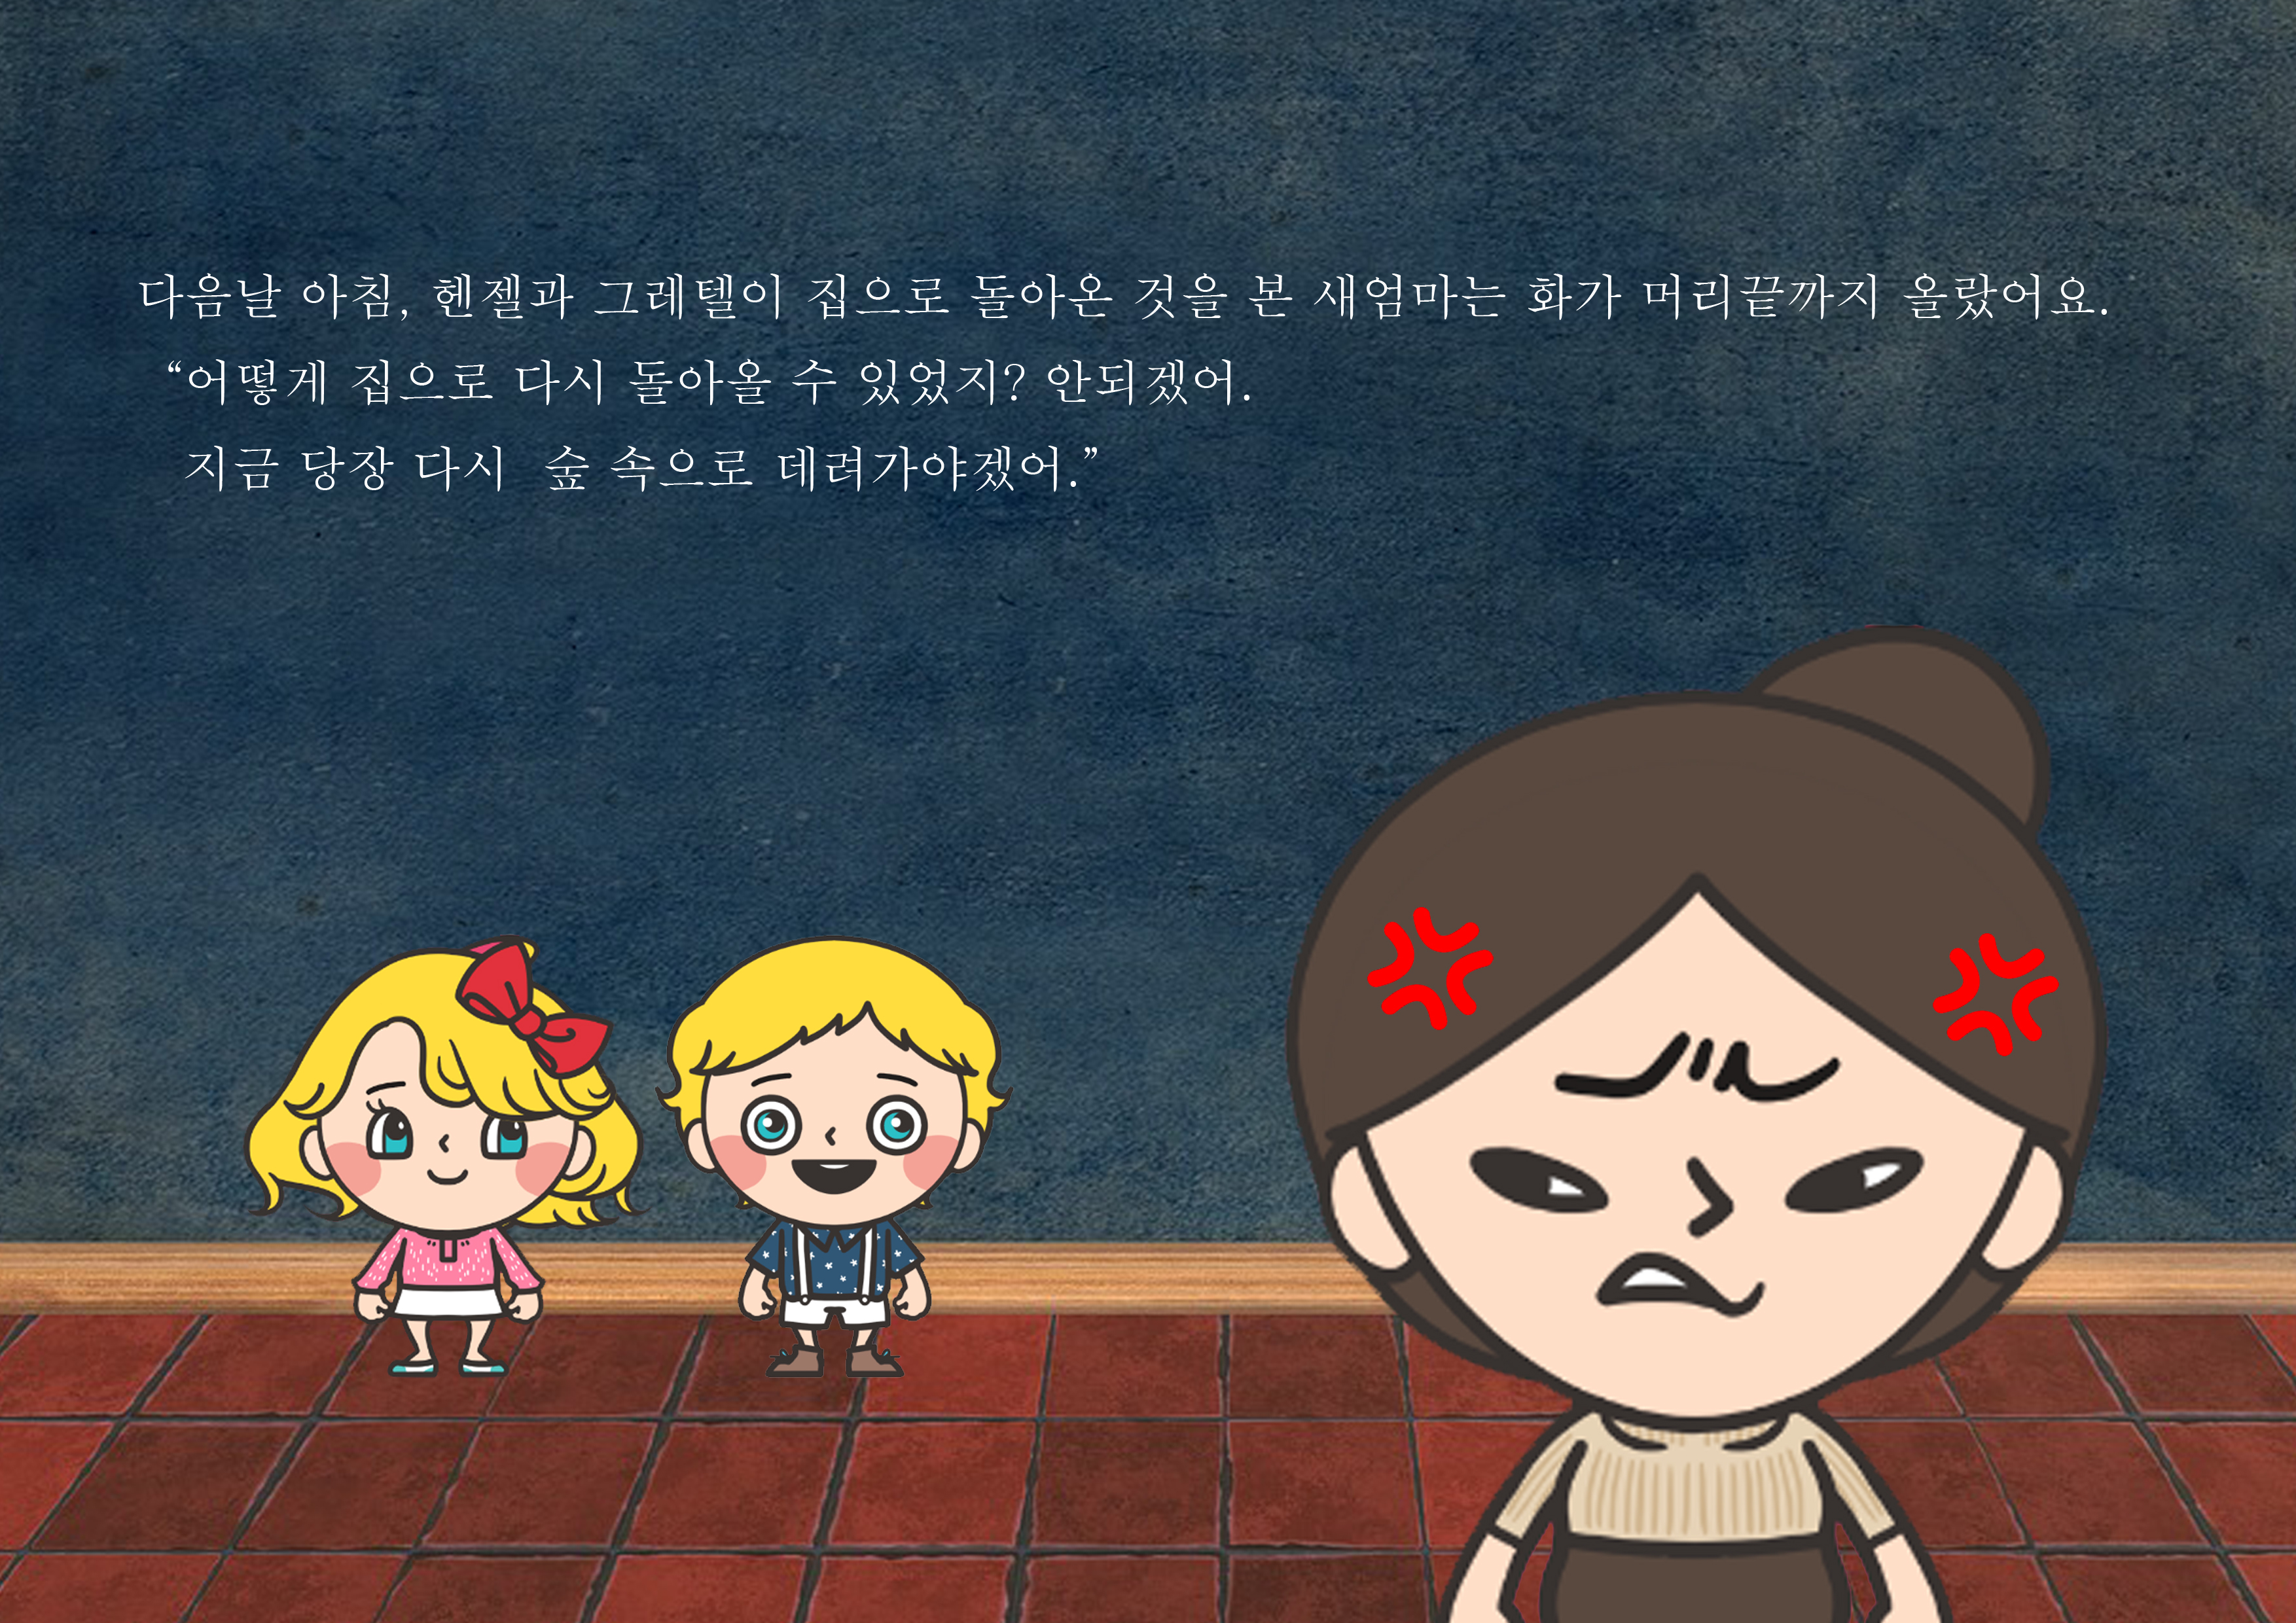 다음날 아침, 헨젤과 그레텔이 집으로 돌아온 것을 본 새엄마는 화가 머리끝까지 올랐어요.
“어떻게 집으로 다시 돌아올 수 있었지? 안되겠어.
지금 당장 다시  숲 속으로 데려가야겠어.”